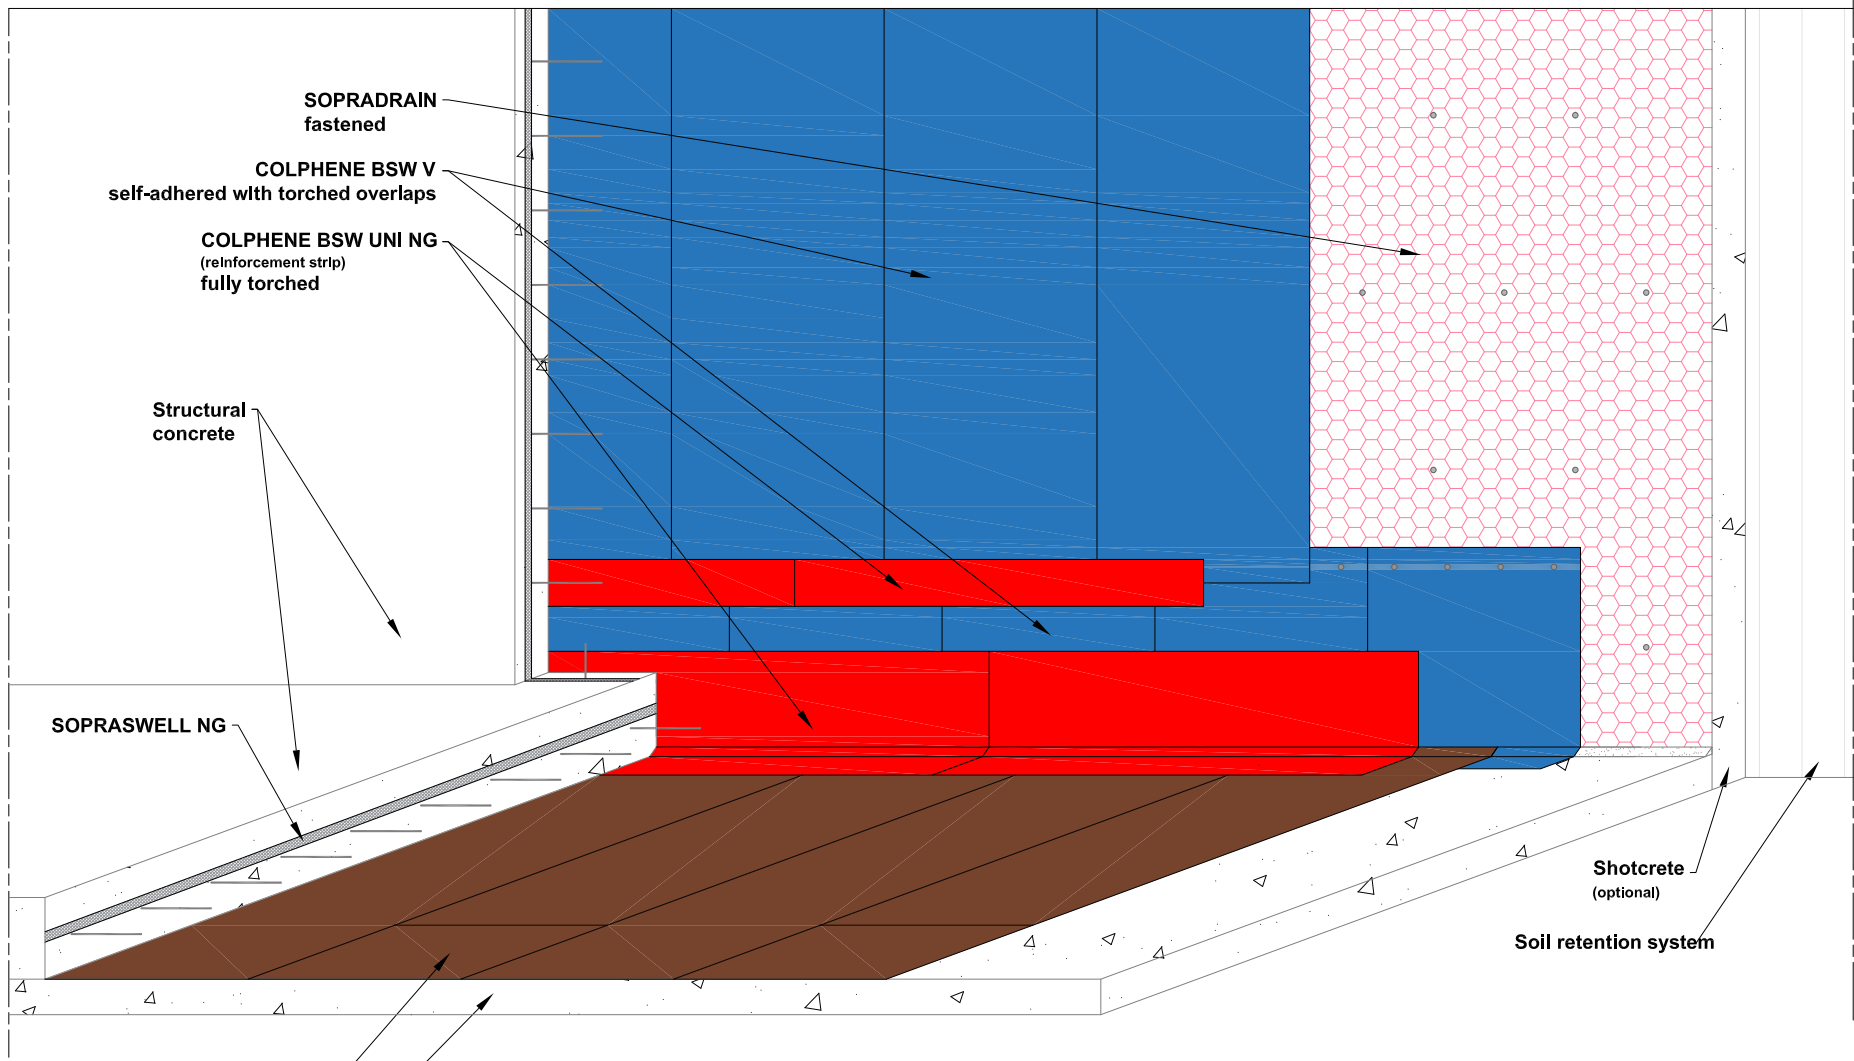 SOPRADRAIN
fastened
COLPHENE BSW V
self-adhered with torched overlaps
COLPHENE BSW UNI NG
(reinforcement strip)
fully torched
Structural
concrete
SOPRASWELL NG
Shotcrete
(optional)
Soil retention system